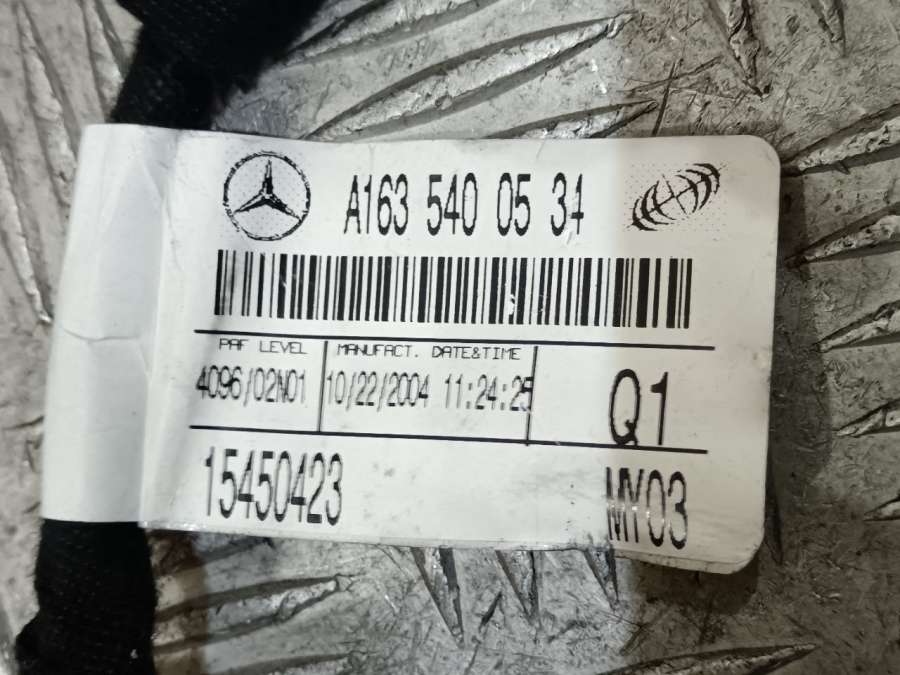 A163 540 05 34
PAF LEVEL MANUFACT. DATE&TIME
4096/02N01 10/22/2004 11:24:25 Q1
15450423 MY03